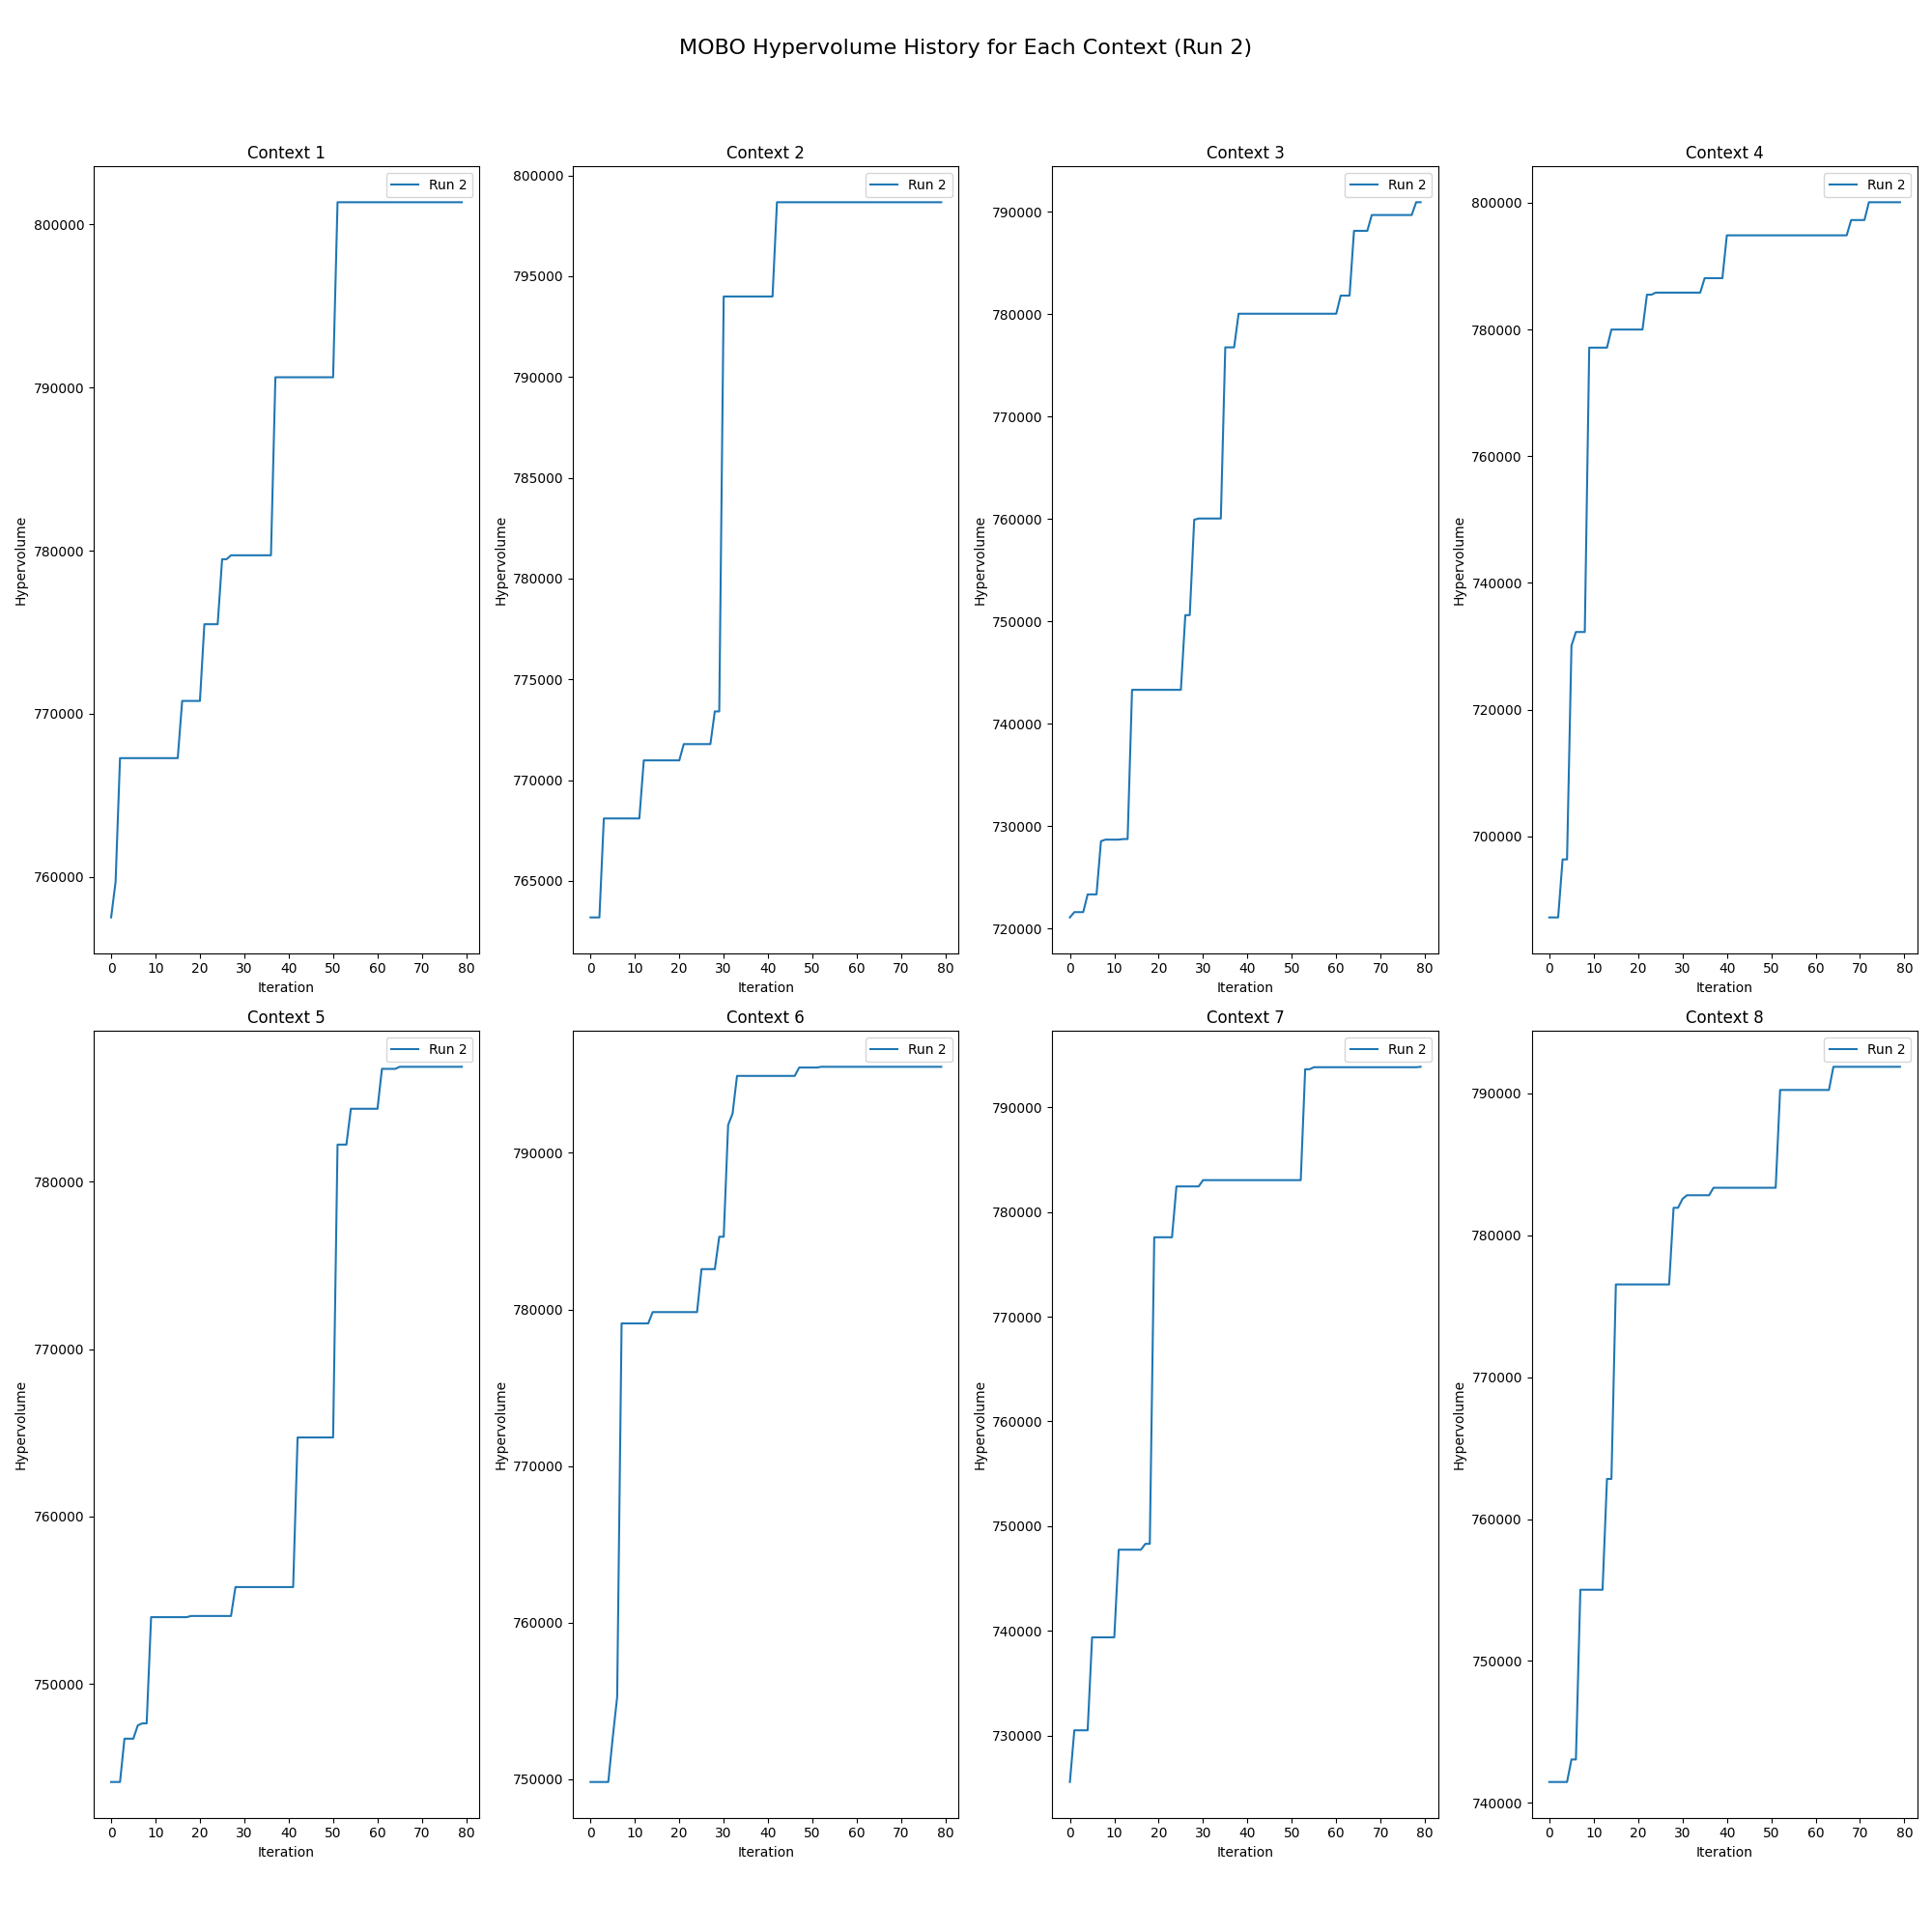 MOBO Hypervolume History for Each Context (Run 2)
Context 1
Run 2
800000
790000
780000
770000
760000
Hypervolume
0 10 20 30 40 50 60 70 80
Iteration
Context 2
Run 2
800000
795000
790000
785000
780000
775000
770000
765000
Hypervolume
0 10 20 30 40 50 60 70 80
Iteration
Context 3
Run 2
790000
780000
770000
760000
750000
740000
730000
720000
Hypervolume
0 10 20 30 40 50 60 70 80
Iteration
Context 4
Run 2
800000
780000
760000
740000
720000
700000
Hypervolume
0 10 20 30 40 50 60 70 80
Iteration
Context 5
Run 2
780000
770000
760000
750000
Hypervolume
0 10 20 30 40 50 60 70 80
Iteration
Context 6
Run 2
790000
780000
770000
760000
750000
Hypervolume
0 10 20 30 40 50 60 70 80
Iteration
Context 7
Run 2
790000
780000
770000
760000
750000
740000
730000
Hypervolume
0 10 20 30 40 50 60 70 80
Iteration
Context 8
Run 2
790000
780000
770000
760000
750000
740000
Hypervolume
0 10 20 30 40 50 60 70 80
Iteration